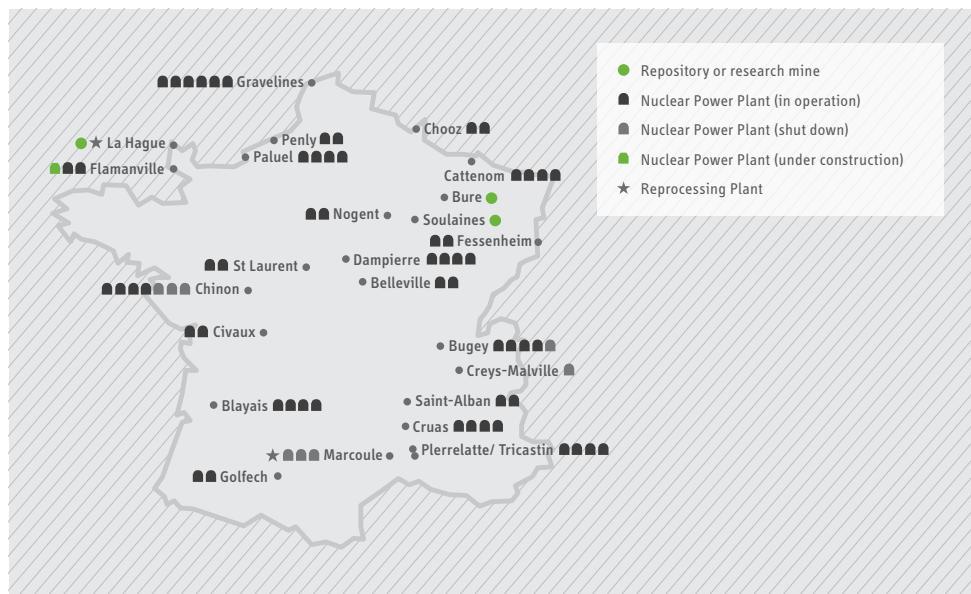 Gravelines
Chooz
Penly
La Hague
Paluel
Flamanville
Cattenom
Bure
Nogent
Soulaines
Fessenheim
Dampierre
St Laurent
Belleville
Chinon
Civaux
Bugey
Creys-Malville
Saint-Alban
Blayais
Cruas
Plerrelatte/ Tricastin
Marcoule
Golfech
Repository or research mine
Nuclear Power Plant (in operation)
Nuclear Power Plant (shut down)
Nuclear Power Plant (under construction)
Reprocessing Plant